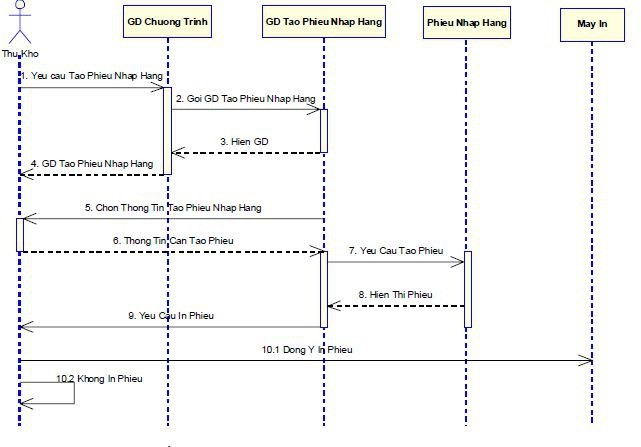 GD Chuong Trinh
GD Tao Phieu Nhap Hang
Phieu Nhap Hang
May In
Thu Kho
1. Yeu cau Tao Phieu Nhap Hang
2. Goi GD Tao Phieu Nhap Hang
3. Hien GD
4. GD Tao Phieu Nhap Hang
5. Chon Thong Tin Tao Phieu Nhap Hang
6. Thong Tin Can Tao Phieu
7. Yeu Cau Tao Phieu
8. Hien Thi Phieu
9. Yeu Cau In Phieu
10.1 Dong Y In Phieu
10.2 Khong In Phieu